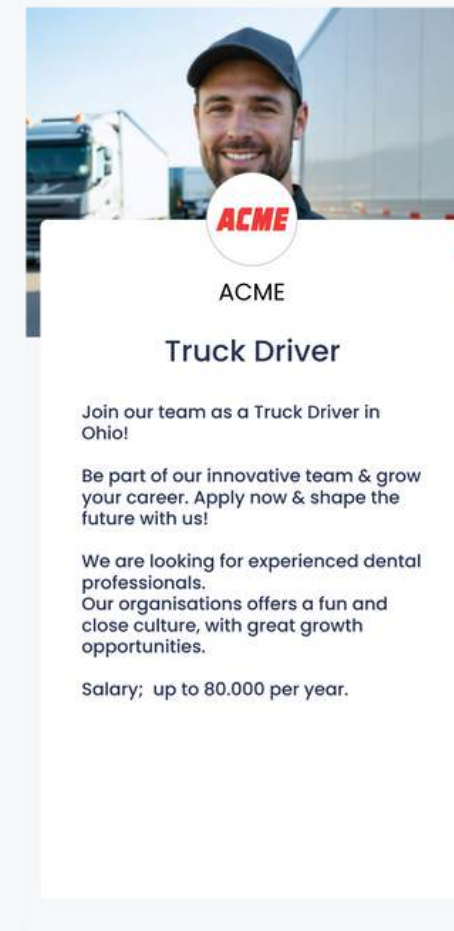 ACME
ACME
Truck Driver
Join our team as a Truck Driver in
Ohio!
Be part of our innovative team & grow
your career. Apply now & shape the
future with us!
We are looking for experienced dental
professionals.
Our organisations offers a fun and
close culture, with great growth
opportunities.
Salary;  up to 80.000 per year.